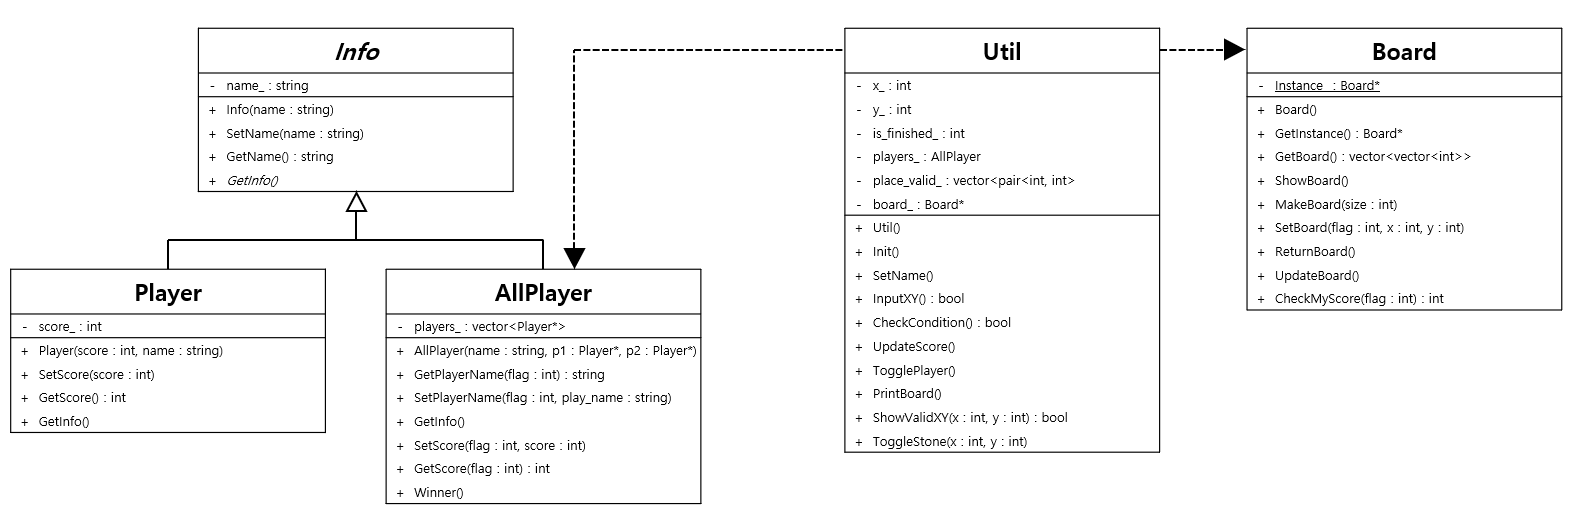 Info
- name_ : string
+ Info(name : string)
+ SetName(name : string)
+ GetName() : string
+ GetInfo()
Player
- score_ : int
+ Player(score : int, name : string)
+ SetScore(score : int)
+ GetScore() : int
+ GetInfo()
AllPlayer
- players_ : vector<Player*>
+ AllPlayer(name : string, p1 : Player*, p2 : Player*)
+ GetPlayerName(flag : int) : string
+ SetPlayerName(flag : int, play_name : string)
+ GetInfo()
+ SetScore(flag : int, score : int)
+ GetScore(flag : int) : int
+ Winner()
Util
- x_ : int
- y_ : int
- is_finished_ : int
- players_ : AllPlayer
- place_valid_ : vector<pair<int, int>
- board_ : Board*
+ Util()
+ Init()
+ SetName()
+ InputXY() : bool
+ CheckCondition() : bool
+ UpdateScore()
+ TogglePlayer()
+ PrintBoard()
+ ShowValidXY(x : int, y : int) : bool
+ ToggleStone(x : int, y : int)
Board
- Instance_ : Board*
+ Board()
+ GetInstance() : Board*
+ GetBoard() : vector<vector<int>>
+ ShowBoard()
+ MakeBoard(size : int)
+ SetBoard(flag : int, x : int, y : int)
+ ReturnBoard()
+ UpdateBoard()
+ CheckMyScore(flag : int) : int